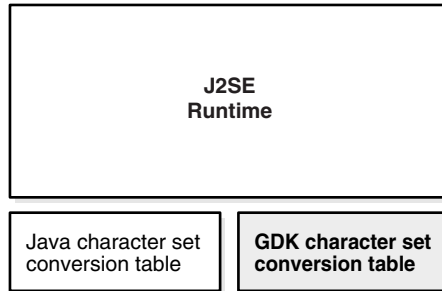 J2SE
Runtime
Java character set
conversion table
GDK character set
conversion table